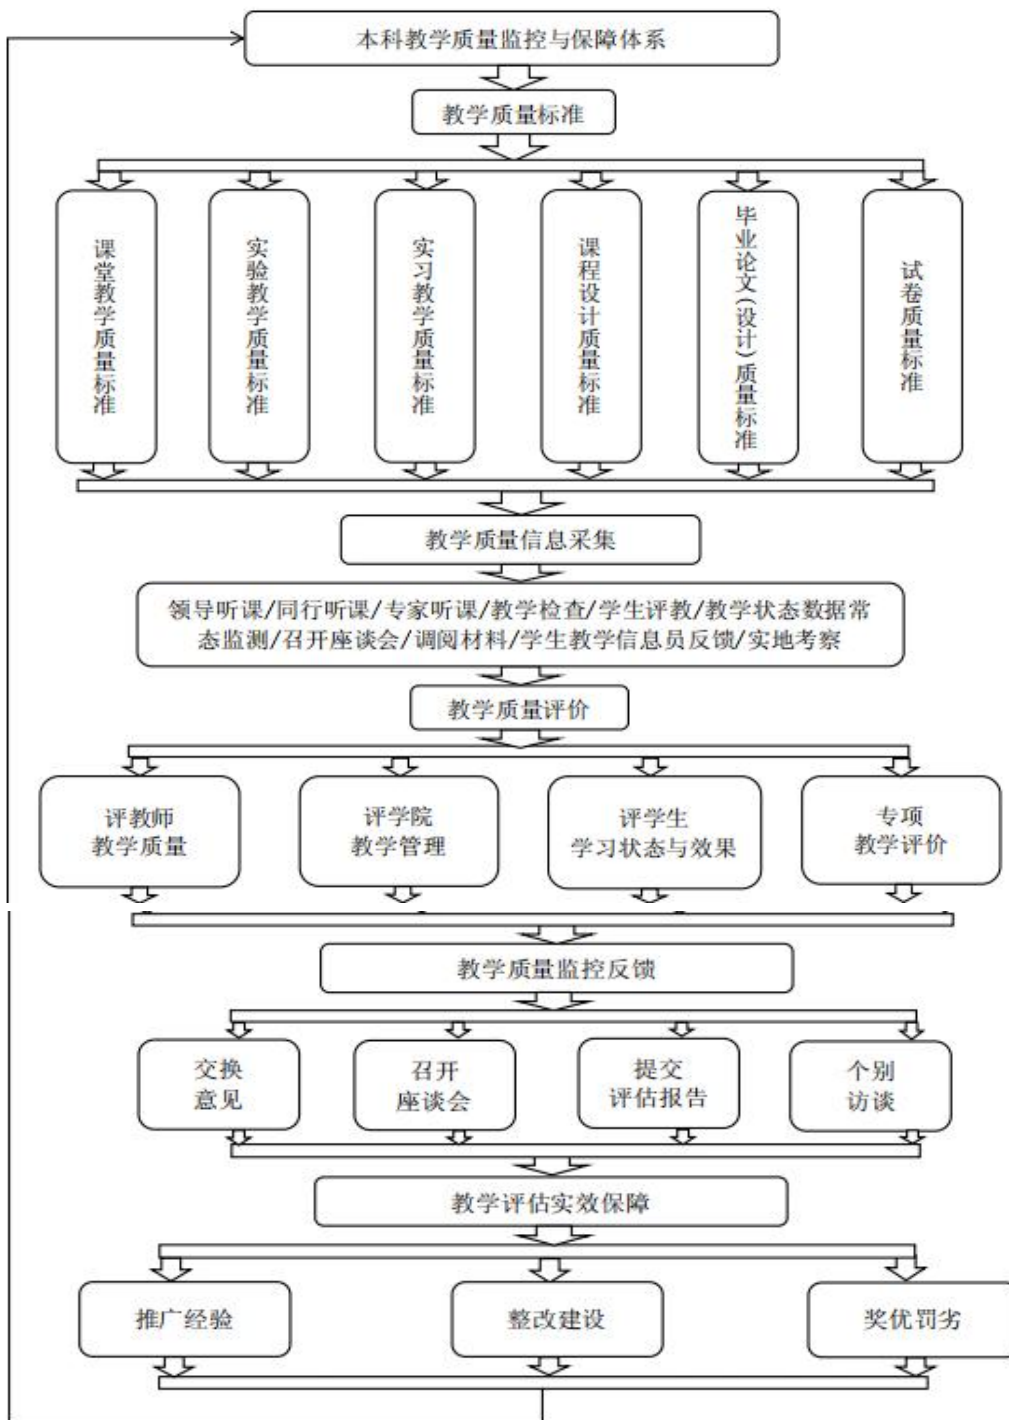 本科教学质量监控与保障体系
教学质量标准
课堂教学质量标准
实验教学质量标准
实习教学质量标准
课程设计质量标准
毕业论文(设计)质量标准
试卷质量标准
教学质量信息采集
领导听课/同行听课/专家听课/教学检查/学生评教/教学状态数据常
态监测/召开座谈会/调阅材料/学生教学信息员反馈/实地考察
教学质量评价
评教师
教学质量
评学院
教学管理
评学生
学习状态与效果
专项
教学评价
教学质量监控反馈
交换
意见
召开
座谈会
提交
评估报告
个别
访谈
教学评估实效保障
推广经验
整改建设
奖优罚劣